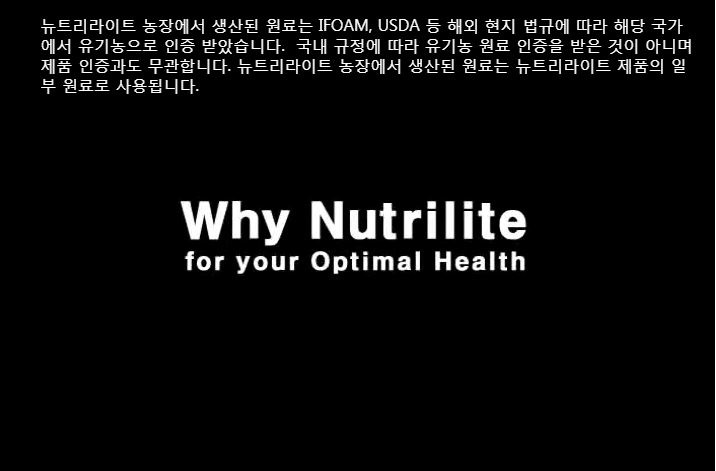 뉴트리라이트 농장에서 생산된 원료는 IFOAM, USDA 등 해외 현지 법규에 따라 해당 국가
에서 유기농으로 인증 받았습니다.  국내 규정에 따라 유기농 원료 인증을 받은 것이 아니며
제품 인증과도 무관합니다. 뉴트리라이트 농장에서 생산된 원료는 뉴트리라이트 제품의 일
부 원료로 사용됩니다.
Why Nutrilite
for your Optimal Health